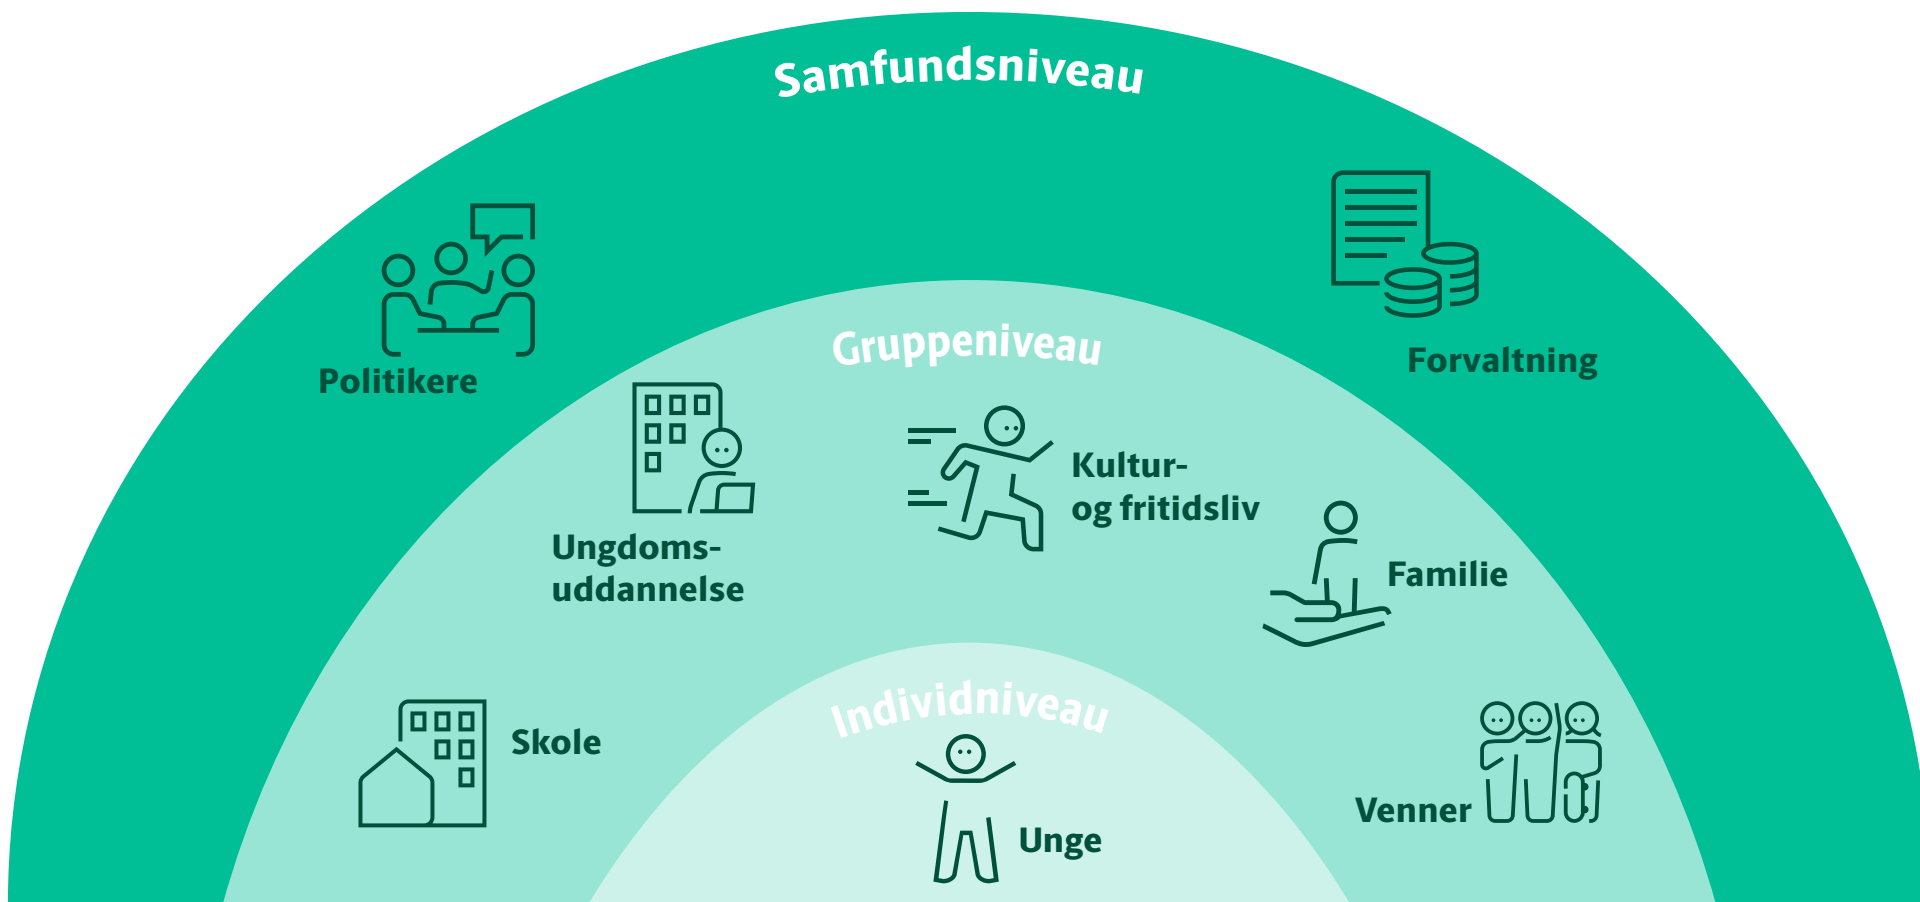 Samfundsniveau
Politikere
Forvaltning
Gruppeniveau
Ungdoms-
uddannelse
Kultur-
og fritidsliv
Familie
Skole
Venner
Individniveau
Unge